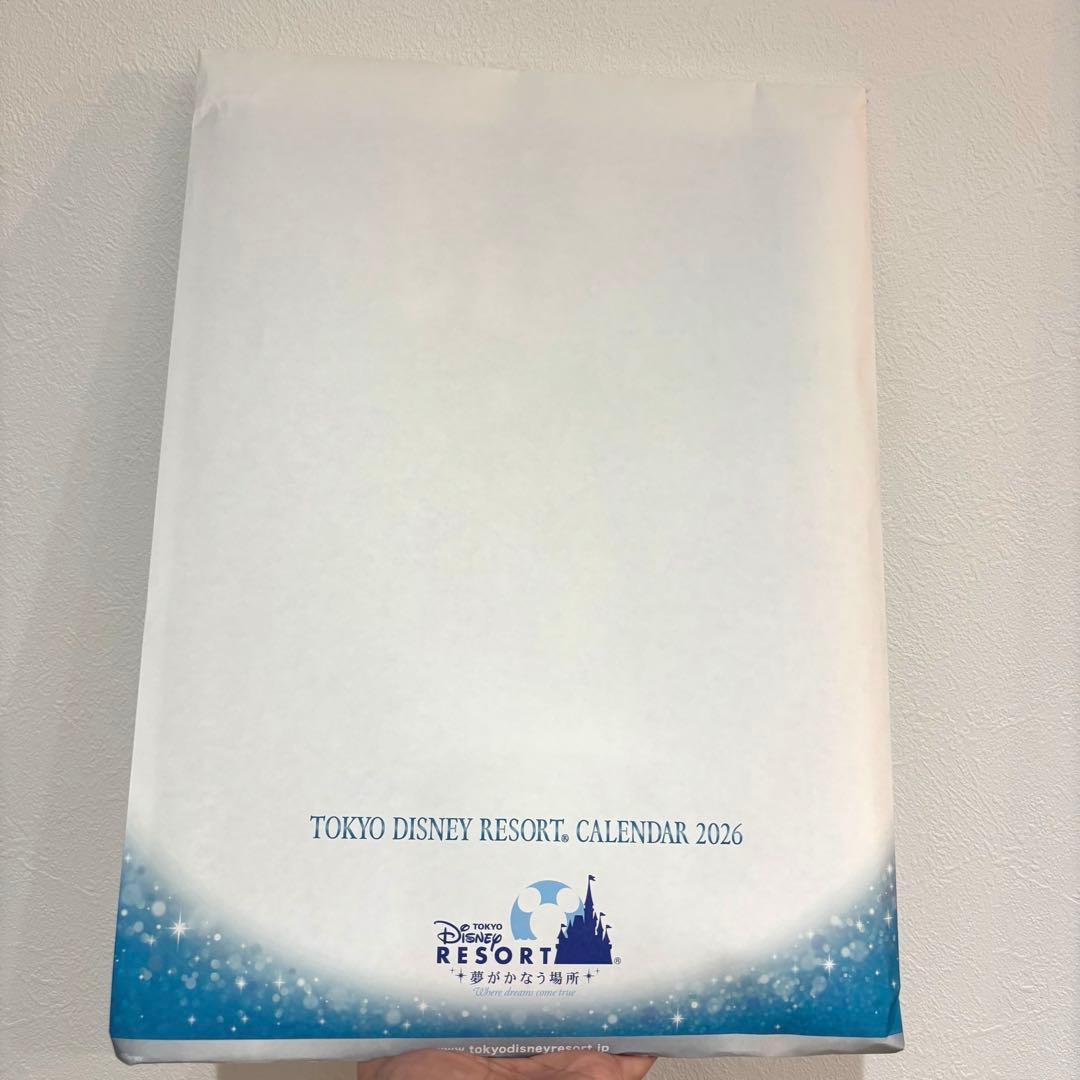 TOKYO DISNEY RESORT® CALENDAR 2026
TOKYO
Disney
RESORT®
夢がかなう場所
Where dreams come true
www.tokyodisneyresort.jp